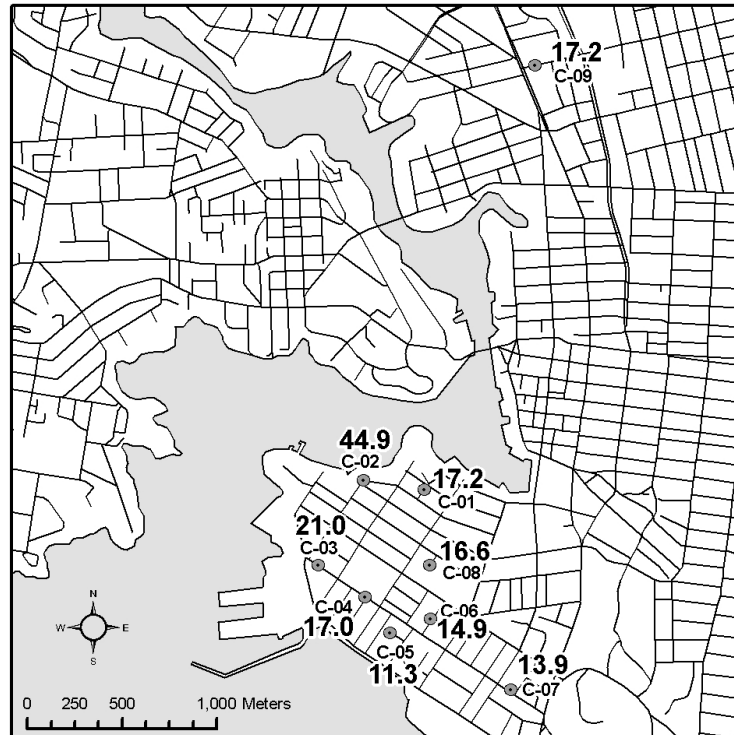 17.2
C-09
44.9
C-02
17.2
C-01
21.0
C-03
16.6
C-08
C-04
17.0
C-06
14.9
C-05
11.3
13.9
C-07
N
W E
S
0 250 500 1,000 Meters